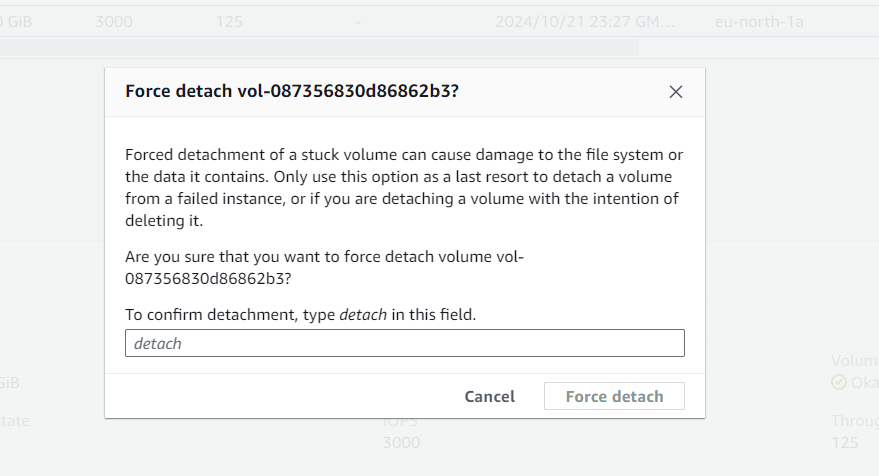 GiB 3000 125 - 2024/10/21 23:27 GM... eu-north-1a
Force detach vol-087356830d86862b3?
Forced detachment of a stuck volume can cause damage to the file system or
the data it contains. Only use this option as a last resort to detach a volume
from a failed instance, or if you are detaching a volume with the intention of
deleting it.
Are you sure that you want to force detach volume vol-
087356830d86862b3?
To confirm detachment, type detach in this field.
detach
Cancel Force detach
Volum
GiB Oka
tate IOPS Throug
3000 125